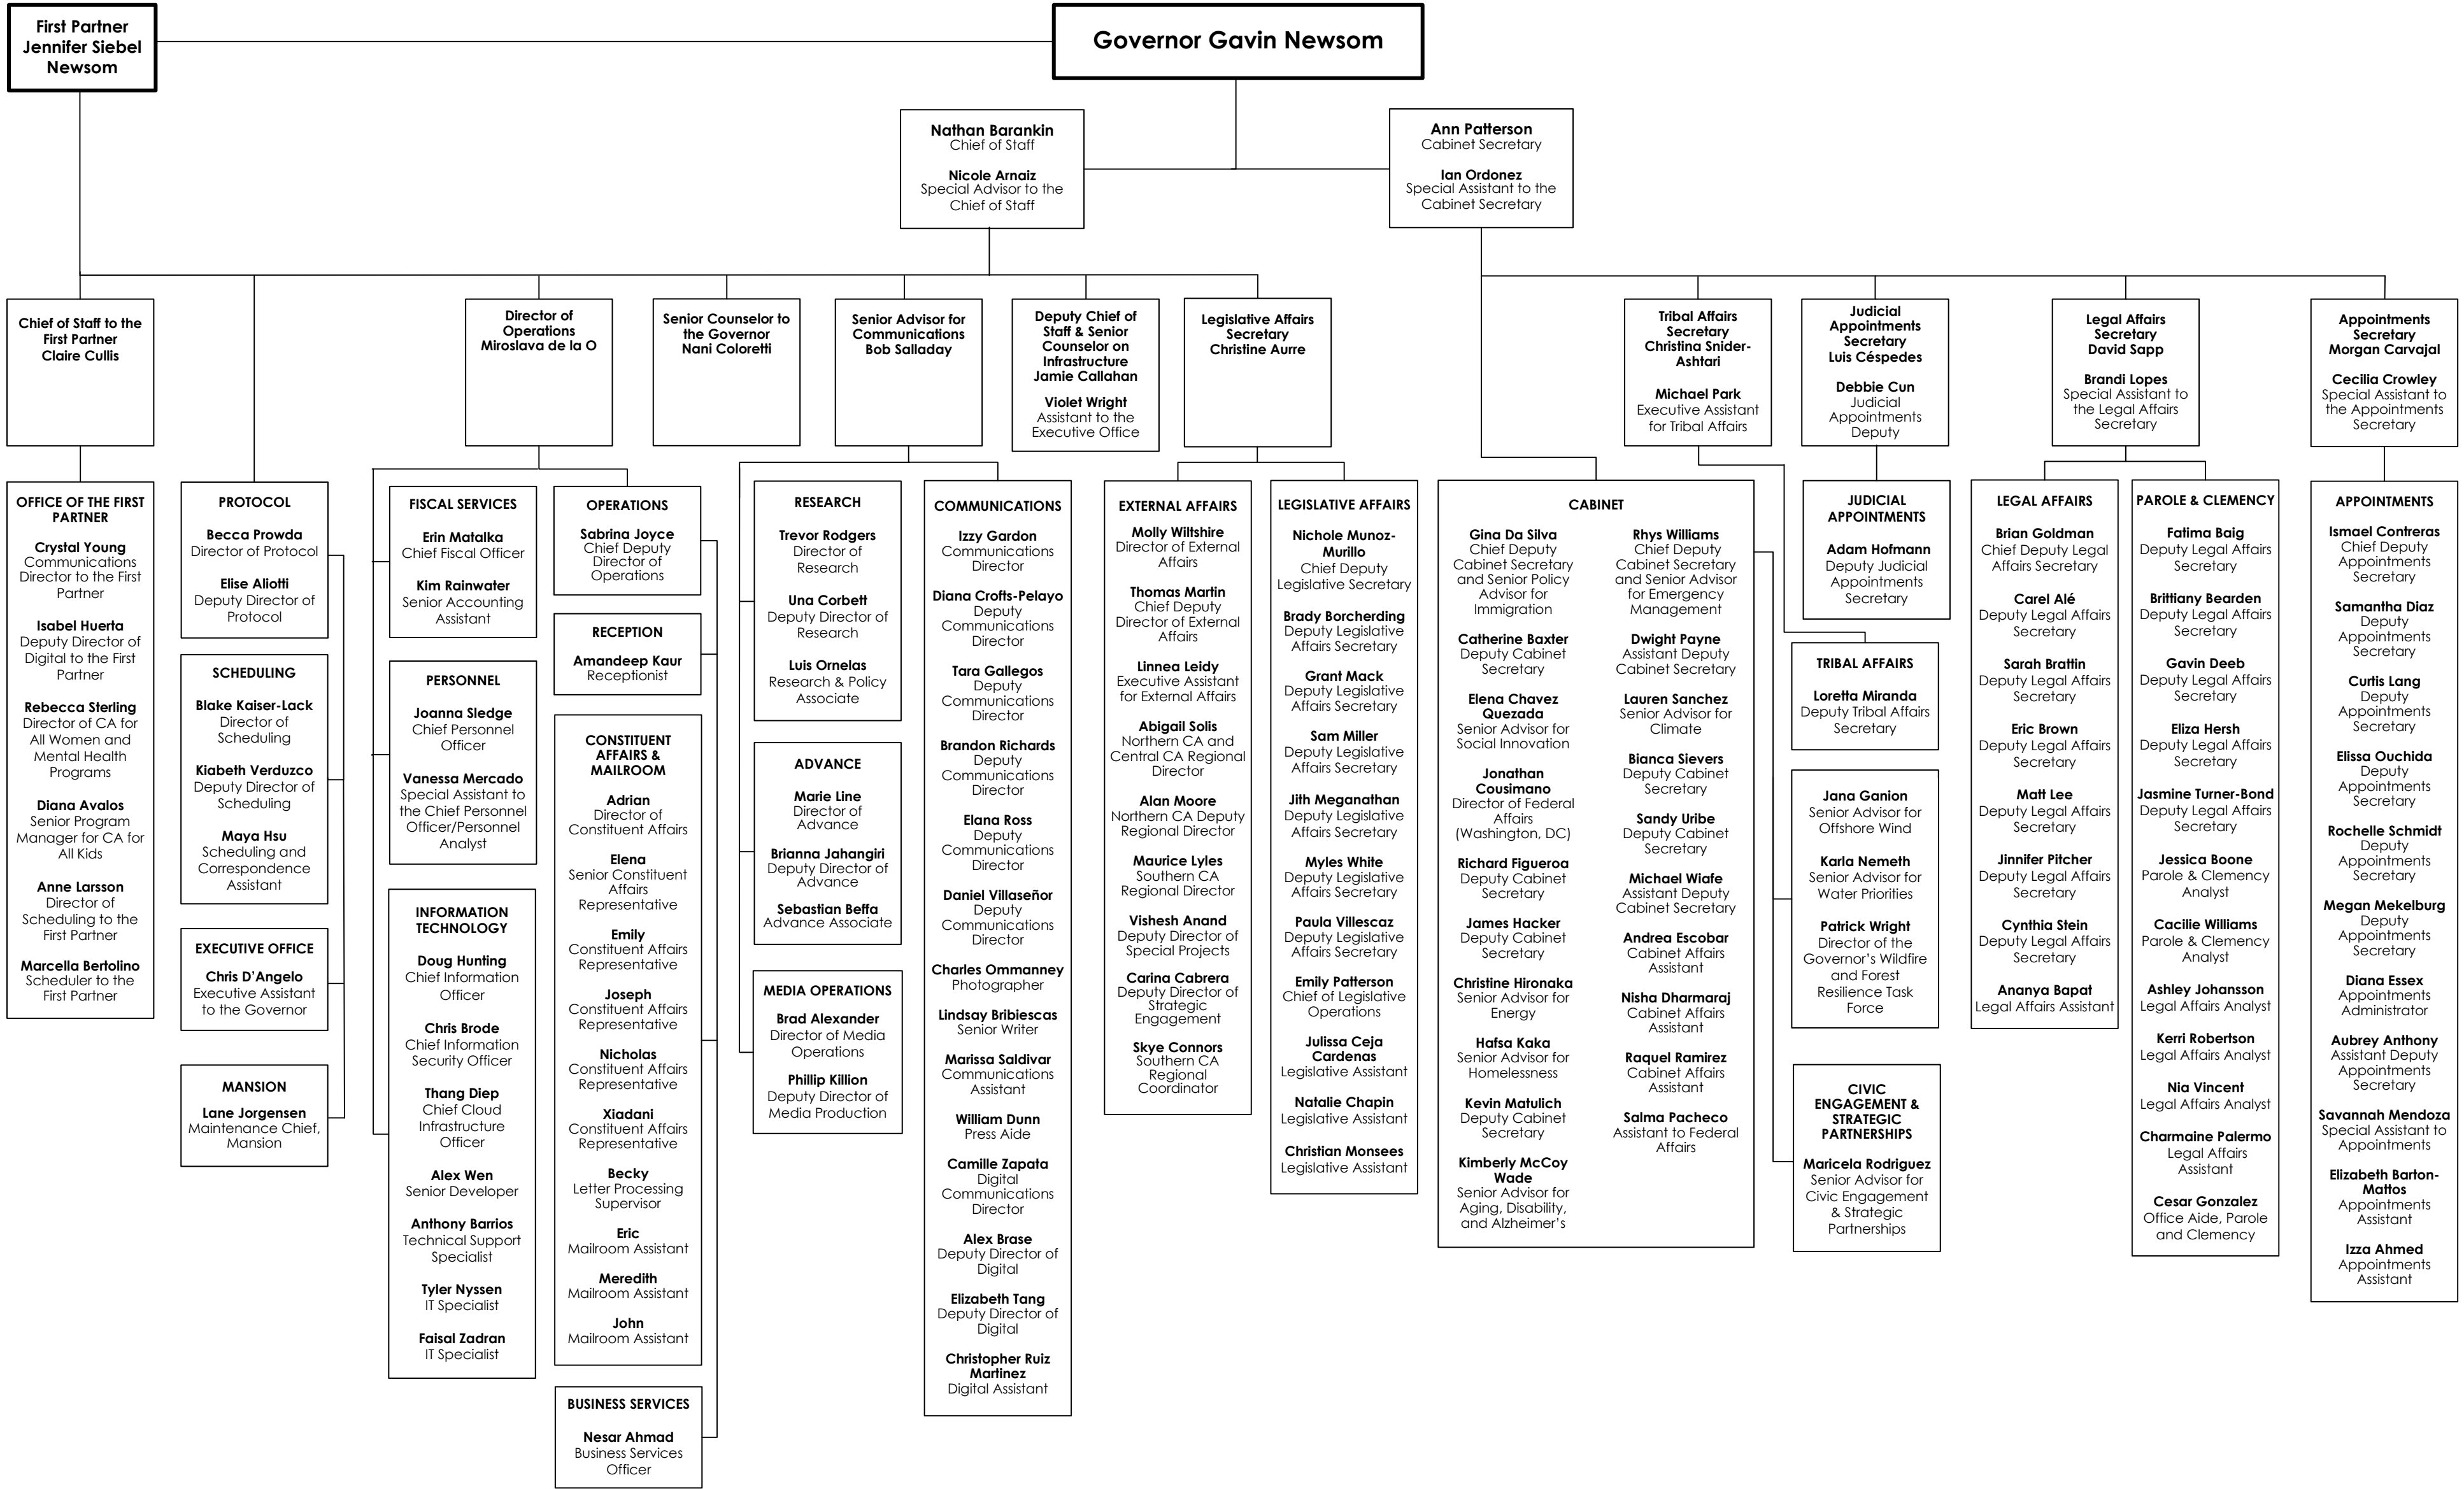 First Partner
Jennifer Siebel
Newsom
Governor Gavin Newsom
Nathan Barankin
Chief of Staff
Nicole Arnaiz
Special Advisor to the
Chief of Staff
Ann Patterson
Cabinet Secretary
Ian Ordonez
Special Assistant to the
Cabinet Secretary
Chief of Staff to the
First Partner
Claire Cullis
Director of
Operations
Miroslava de la O
Senior Counselor to
the Governor
Nani Coloretti
Senior Advisor for
Communications
Bob Salladay
Deputy Chief of
Staff & Senior
Counselor on
Infrastructure
Jamie Callahan
Violet Wright
Assistant to the
Executive Office
Legislative Affairs
Secretary
Christine Aurre
Tribal Affairs
Secretary
Christina Snider-
Ashtari
Michael Park
Executive Assistant
for Tribal Affairs
Judicial
Appointments
Secretary
Luis Céspedes
Debbie Cun
Judicial
Appointments
Deputy
Legal Affairs
Secretary
David Sapp
Brandi Lopes
Special Assistant to
the Legal Affairs
Secretary
Appointments
Secretary
Morgan Carvajal
Cecilia Crowley
Special Assistant to
the Appointments
Secretary
OFFICE OF THE FIRST
PARTNER
Crystal Young
Communications
Director to the First
Partner
Isabel Huerta
Deputy Director of
Digital to the First
Partner
Rebecca Sterling
Director of CA for
All Women and
Mental Health
Programs
Diana Avalos
Senior Program
Manager for CA for
All Kids
Anne Larsson
Director of
Scheduling to the
First Partner
Marcella Bertolino
Scheduler to the
First Partner
PROTOCOL
Becca Prowda
Director of Protocol
Elise Aliotti
Deputy Director of
Protocol
SCHEDULING
Blake Kaiser-Lack
Director of
Scheduling
Kiabeth Verduzco
Deputy Director of
Scheduling
Maya Hsu
Scheduling and
Correspondence
Assistant
EXECUTIVE OFFICE
Chris D’Angelo
Executive Assistant
to the Governor
MANSION
Lane Jorgensen
Maintenance Chief,
Mansion
FISCAL SERVICES
Erin Matalka
Chief Fiscal Officer
Kim Rainwater
Senior Accounting
Assistant
PERSONNEL
Joanna Sledge
Chief Personnel
Officer
Vanessa Mercado
Special Assistant to
the Chief Personnel
Officer/Personnel
Analyst
INFORMATION
TECHNOLOGY
Doug Hunting
Chief Information
Officer
Chris Brode
Chief Information
Security Officer
Thang Diep
Chief Cloud
Infrastructure
Officer
Alex Wen
Senior Developer
Anthony Barrios
Technical Support
Specialist
Tyler Nyssen
IT Specialist
Faisal Zadran
IT Specialist
OPERATIONS
Sabrina Joyce
Chief Deputy
Director of
Operations
RECEPTION
Amandeep Kaur
Receptionist
CONSTITUENT
AFFAIRS &
MAILROOM
Adrian
Director of
Constituent Affairs
Elena
Senior Constituent
Affairs
Representative
Emily
Constituent Affairs
Representative
Joseph
Constituent Affairs
Representative
Nicholas
Constituent Affairs
Representative
Xiadani
Constituent Affairs
Representative
Becky
Letter Processing
Supervisor
Eric
Mailroom Assistant
Meredith
Mailroom Assistant
John
Mailroom Assistant
BUSINESS SERVICES
Nesar Ahmad
Business Services
Officer
RESEARCH
Trevor Rodgers
Director of
Research
Una Corbett
Deputy Director of
Research
Luis Ornelas
Research & Policy
Associate
ADVANCE
Marie Line
Director of
Advance
Brianna Jahangiri
Deputy Director of
Advance
Sebastian Beffa
Advance Associate
MEDIA OPERATIONS
Brad Alexander
Director of Media
Operations
Phillip Killion
Deputy Director of
Media Production
COMMUNICATIONS
Izzy Gardon
Communications
Director
Diana Crofts-Pelayo
Deputy
Communications
Director
Tara Gallegos
Deputy
Communications
Director
Brandon Richards
Deputy
Communications
Director
Elana Ross
Deputy
Communications
Director
Daniel Villaseñor
Deputy
Communications
Director
Charles Ommanney
Photographer
Lindsay Bribiescas
Senior Writer
Marissa Saldivar
Communications
Assistant
William Dunn
Press Aide
Camille Zapata
Digital
Communications
Director
Alex Brase
Deputy Director of
Digital
Elizabeth Tang
Deputy Director of
Digital
Christopher Ruiz
Martinez
Digital Assistant
EXTERNAL AFFAIRS
Molly Wiltshire
Director of External
Affairs
Thomas Martin
Chief Deputy
Director of External
Affairs
Linnea Leidy
Executive Assistant
for External Affairs
Abigail Solis
Northern CA and
Central CA Regional
Director
Alan Moore
Northern CA Deputy
Regional Director
Maurice Lyles
Southern CA
Regional Director
Vishesh Anand
Deputy Director of
Special Projects
Carina Cabrera
Deputy Director of
Strategic
Engagement
Skye Connors
Southern CA
Regional
Coordinator
LEGISLATIVE AFFAIRS
Nichole Munoz-
Murillo
Chief Deputy
Legislative Secretary
Brady Borcherding
Deputy Legislative
Affairs Secretary
Grant Mack
Deputy Legislative
Affairs Secretary
Sam Miller
Deputy Legislative
Affairs Secretary
Jith Meganathan
Deputy Legislative
Affairs Secretary
Myles White
Deputy Legislative
Affairs Secretary
Paula Villescaz
Deputy Legislative
Affairs Secretary
Emily Patterson
Chief of Legislative
Operations
Julissa Ceja
Cardenas
Legislative Assistant
Natalie Chapin
Legislative Assistant
Christian Monsees
Legislative Assistant
CABINET
Gina Da Silva
Chief Deputy
Cabinet Secretary
and Senior Policy
Advisor for
Immigration
Catherine Baxter
Deputy Cabinet
Secretary
Elena Chavez
Quezada
Senior Advisor for
Social Innovation
Jonathan
Cousimano
Director of Federal
Affairs
(Washington, DC)
Richard Figueroa
Deputy Cabinet
Secretary
James Hacker
Deputy Cabinet
Secretary
Christine Hironaka
Senior Advisor for
Energy
Hafsa Kaka
Senior Advisor for
Homelessness
Kevin Matulich
Deputy Cabinet
Secretary
Kimberly McCoy
Wade
Senior Advisor for
Aging, Disability,
and Alzheimer’s
Rhys Williams
Chief Deputy
Cabinet Secretary
and Senior Advisor
for Emergency
Management
Dwight Payne
Assistant Deputy
Cabinet Secretary
Lauren Sanchez
Senior Advisor for
Climate
Bianca Sievers
Deputy Cabinet
Secretary
Sandy Uribe
Deputy Cabinet
Secretary
Michael Wiafe
Assistant Deputy
Cabinet Secretary
Andrea Escobar
Cabinet Affairs
Assistant
Nisha Dharmaraj
Cabinet Affairs
Assistant
Raquel Ramirez
Cabinet Affairs
Assistant
Salma Pacheco
Assistant to Federal
Affairs
JUDICIAL
APPOINTMENTS
Adam Hofmann
Deputy Judicial
Appointments
Secretary
TRIBAL AFFAIRS
Loretta Miranda
Deputy Tribal Affairs
Secretary
Jana Ganion
Senior Advisor for
Offshore Wind
Karla Nemeth
Senior Advisor for
Water Priorities
Patrick Wright
Director of the
Governor’s Wildfire
and Forest
Resilience Task
Force
CIVIC
ENGAGEMENT &
STRATEGIC
PARTNERSHIPS
Maricela Rodriguez
Senior Advisor for
Civic Engagement
& Strategic
Partnerships
LEGAL AFFAIRS
Brian Goldman
Chief Deputy Legal
Affairs Secretary
Carel Alé
Deputy Legal Affairs
Secretary
Sarah Brattin
Deputy Legal Affairs
Secretary
Eric Brown
Deputy Legal Affairs
Secretary
Matt Lee
Deputy Legal Affairs
Secretary
Jinnifer Pitcher
Deputy Legal Affairs
Secretary
Cynthia Stein
Deputy Legal Affairs
Secretary
Ananya Bapat
Legal Affairs Assistant
PAROLE & CLEMENCY
Fatima Baig
Deputy Legal Affairs
Secretary
Brittiany Bearden
Deputy Legal Affairs
Secretary
Gavin Deeb
Deputy Legal Affairs
Secretary
Eliza Hersh
Deputy Legal Affairs
Secretary
Jasmine Turner-Bond
Deputy Legal Affairs
Secretary
Jessica Boone
Parole & Clemency
Analyst
Cacilie Williams
Parole & Clemency
Analyst
Ashley Johansson
Legal Affairs Analyst
Kerri Robertson
Legal Affairs Analyst
Nia Vincent
Legal Affairs Analyst
Charmaine Palermo
Legal Affairs
Assistant
Cesar Gonzalez
Office Aide, Parole
and Clemency
APPOINTMENTS
Ismael Contreras
Chief Deputy
Appointments
Secretary
Samantha Diaz
Deputy
Appointments
Secretary
Curtis Lang
Deputy
Appointments
Secretary
Elissa Ouchida
Deputy
Appointments
Secretary
Rochelle Schmidt
Deputy
Appointments
Secretary
Megan Mekelburg
Deputy
Appointments
Secretary
Diana Essex
Appointments
Administrator
Aubrey Anthony
Assistant Deputy
Appointments
Secretary
Savannah Mendoza
Special Assistant to
Appointments
Elizabeth Barton-
Mattos
Appointments
Assistant
Izza Ahmed
Appointments
Assistant